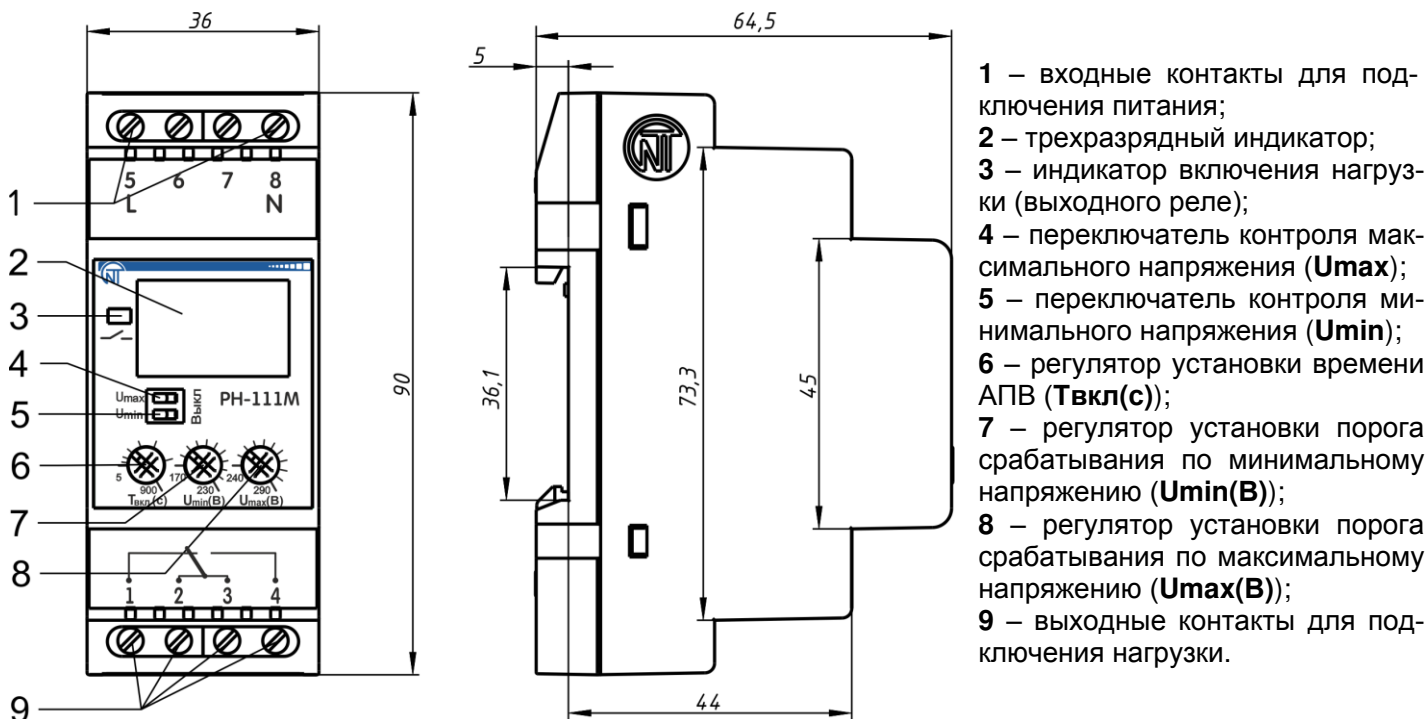 36
64,5
5
5 6 7 8
L N
1
2
3
4
5
6
7
8
9
Umax
Umin
Выкл
РН-111М
5
900
170
230
240
290
Твкл(с) Umin(В) Umax(В)
1 2 3 4
90
36,1
73,3
45
44
1 – входные контакты для под-
ключения питания;
2 – трехразрядный индикатор;
3 – индикатор включения нагруз-
ки (выходного реле);
4 – переключатель контроля мак-
симального напряжения (Umax);
5 – переключатель контроля ми-
нимального напряжения (Umin);
6 – регулятор установки времени
АПВ (Твкл(с));
7 – регулятор установки порога
срабатывания по минимальному
напряжению (Umin(В));
8 – регулятор установки порога
срабатывания по максимальному
напряжению (Umax(В));
9 – выходные контакты для под-
ключения нагрузки.